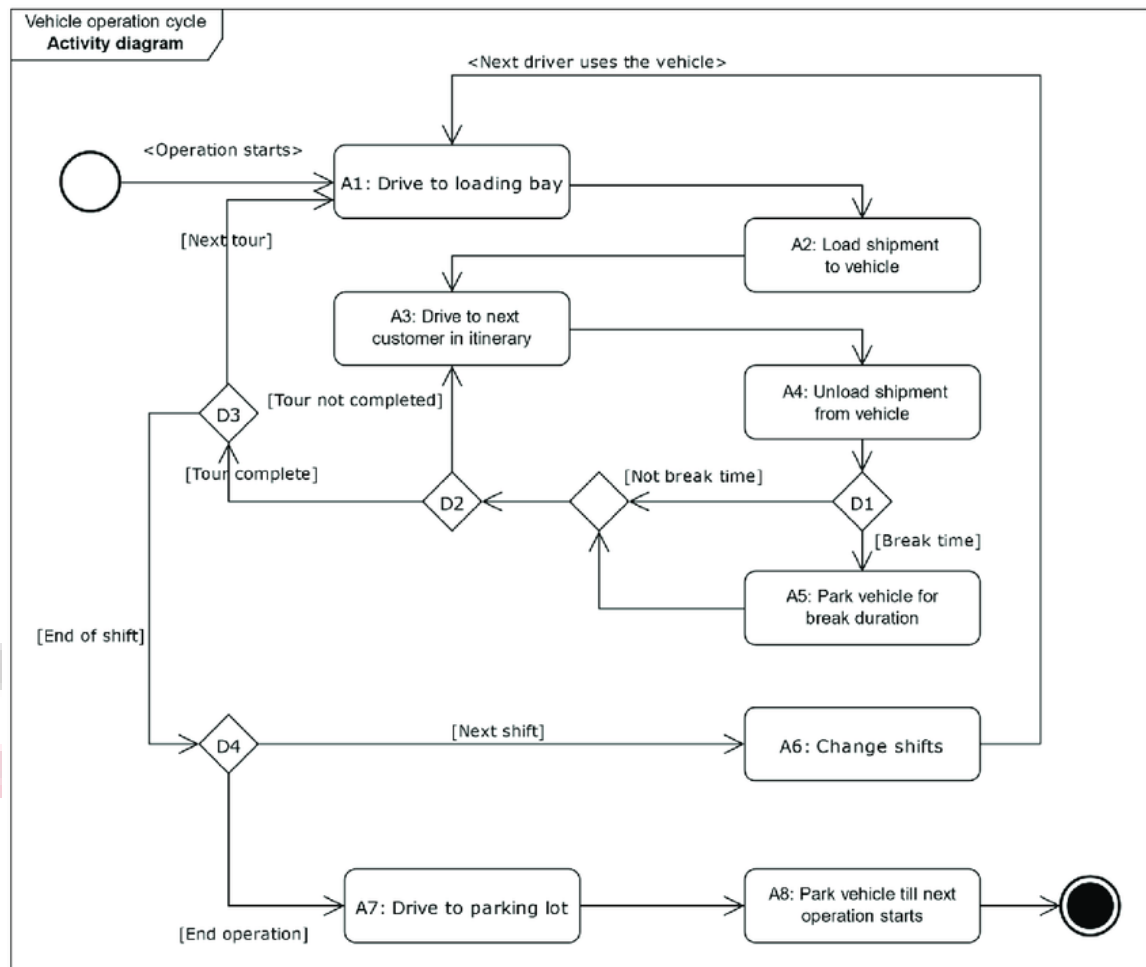 Vehicle operation cycle
Activity diagram
<Next driver uses the vehicle>
<Operation starts>
A1: Drive to loading bay
[Next tour]
A2: Load shipment
to vehicle
A3: Drive to next
customer in itinerary
A4: Unload shipment
from vehicle
[Tour not completed]
D3
[Tour complete]
D2
[Not break time]
D1
[Break time]
A5: Park vehicle for
break duration
[End of shift]
D4
[Next shift]
A6: Change shifts
A7: Drive to parking lot
A8: Park vehicle till next
operation starts
[End operation]